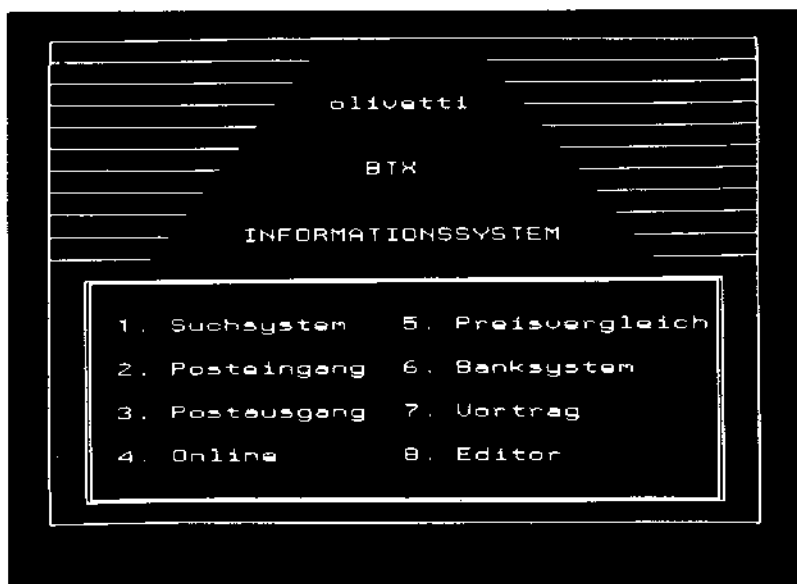 olivetti
BTX
INFORMATIONSSYSTEM
1. Suchsystem 5. Preisvergleich
2. Posteingang 6. Banksystem
3. Postausgang 7. Vortrag
4. Online 8. Editor